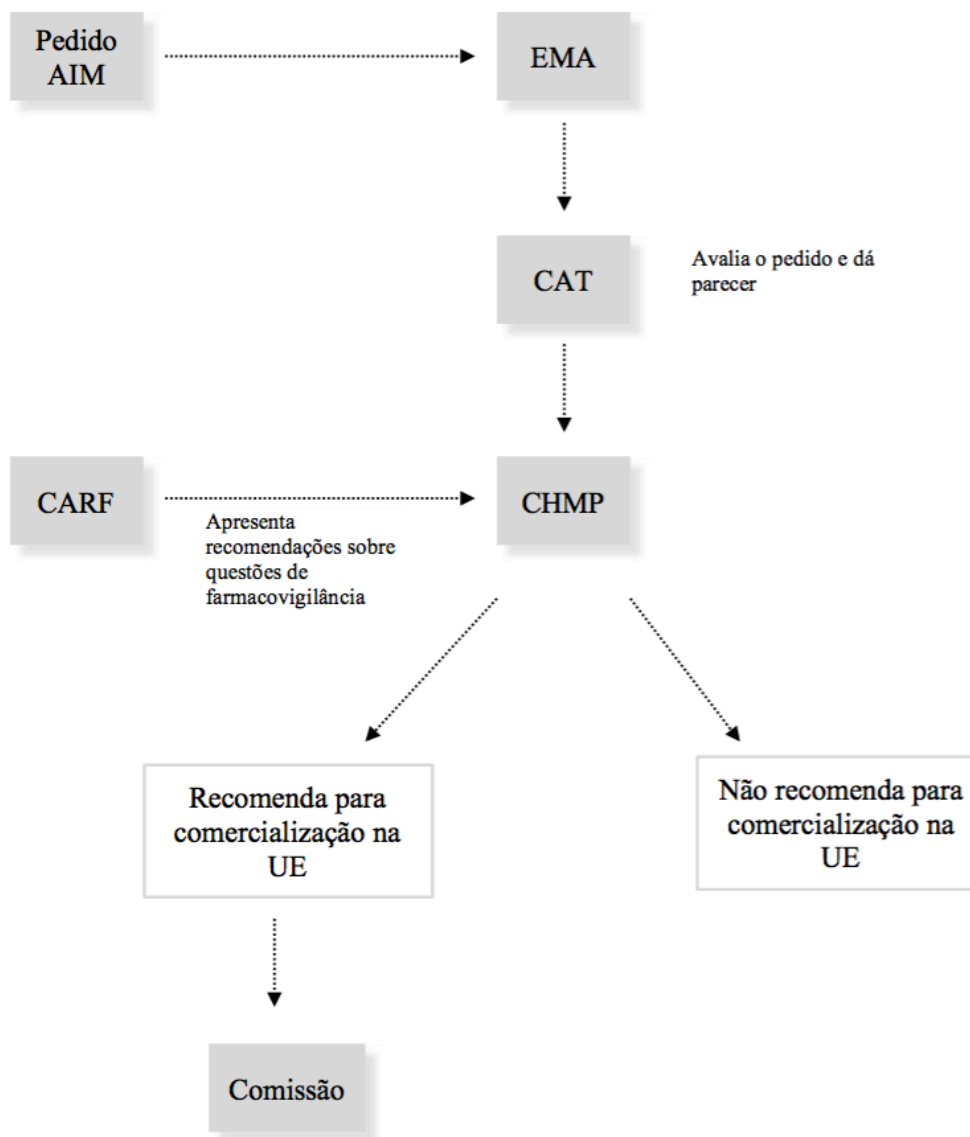 Pedido
AIM
EMA
CAT
Avalia o pedido e dá
parecer
CARF
Apresenta
recomendações sobre
questões de
farmacovigilância
CHMP
Recomenda para
comercialização na
UE
Não recomenda para
comercialização na
UE
Comissão